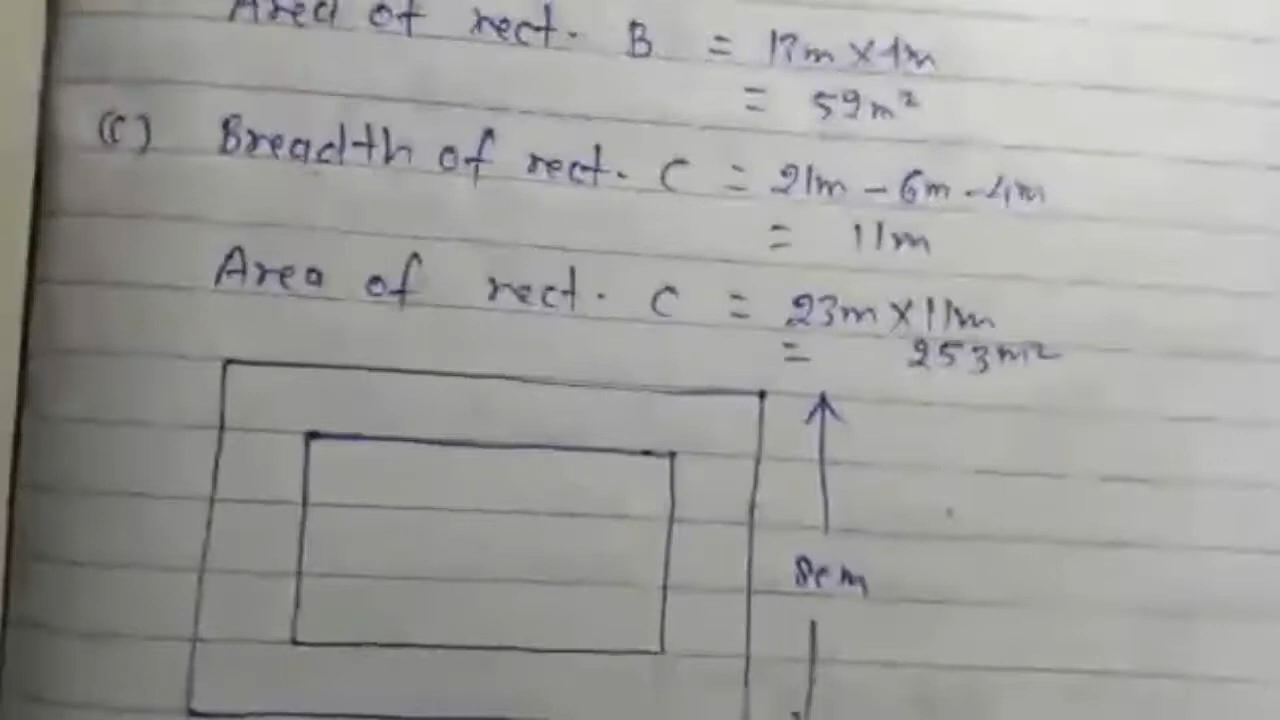 Area of rect. B = 17m × 4m
= 59m²
(C) Breadth of rect. C = 21m - 6m - 4m
= 11m
Area of rect. C = 23m × 11m
= 253m²
8cm